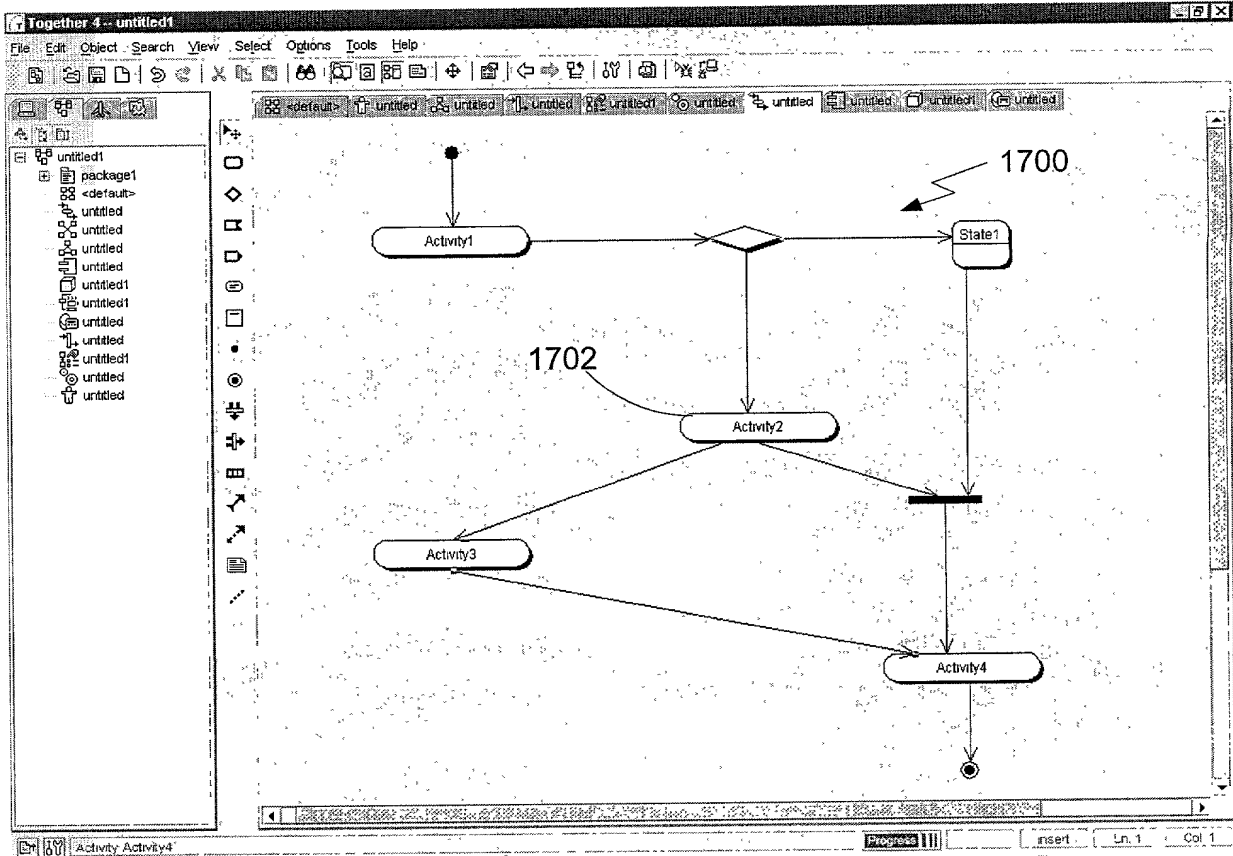 Together 4 -- untitled1
File Edit Object Search View Select Options Tools Help
<default> untitled untitled untitled untitled1 untitled untitled untitled untitled1 untitled
untitled1
package1
<default>
untitled
untitled
untitled
untitled
untitled1
untitled1
untitled
untitled
untitled1
untitled
untitled
1700
Activity1
State1
1702
Activity2
Activity3
Activity4
Activity Activity4
Progress
insert
Ln. 1
Col 1